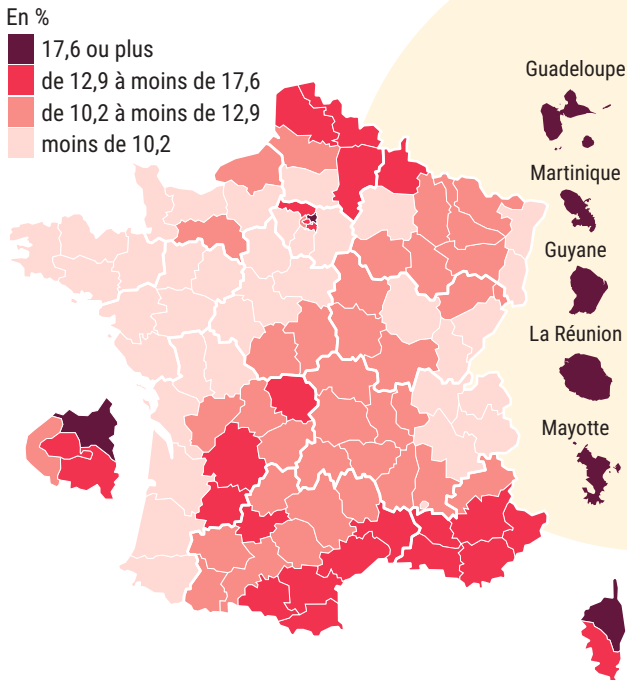 En %
17,6 ou plus
de 12,9 à moins de 17,6
de 10,2 à moins de 12,9
moins de 10,2
Guadeloupe
Martinique
Guyane
La Réunion
Mayotte